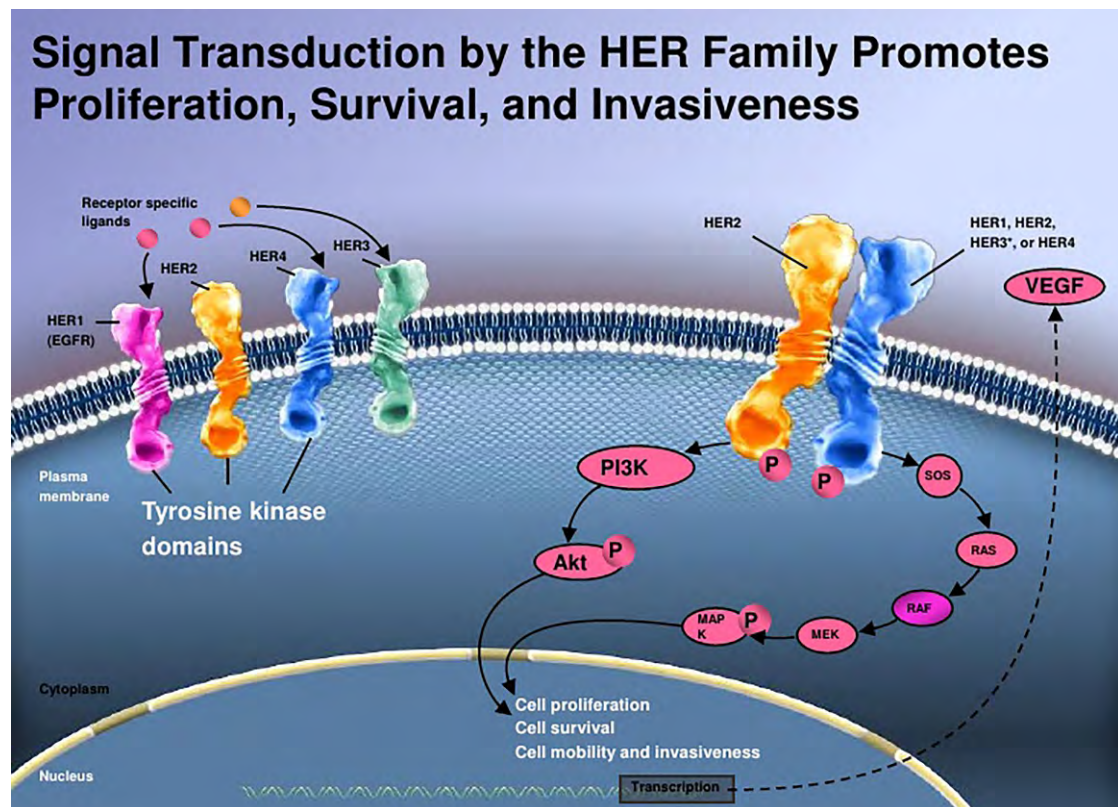 Signal Transduction by the HER Family Promotes
Proliferation, Survival, and Invasiveness
Receptor specific
ligands
HER1
(EGFR)
HER2
HER4
HER3
HER2
HER1, HER2,
HER3*, or HER4
VEGF
Plasma
membrane
Tyrosine kinase
domains
PI3K
P
P
SOS
Akt
P
RAS
RAF
MEK
MAP
K
P
Cytoplasm
Cell proliferation
Cell survival
Cell mobility and invasiveness
Nucleus
Transcription